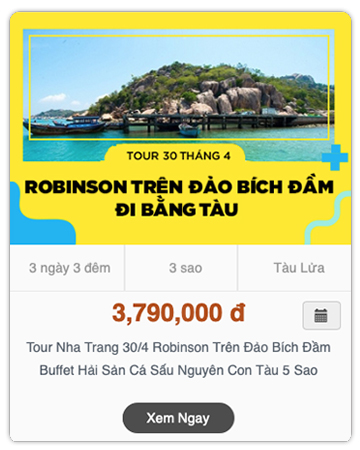 TOUR 30 THÁNG 4
ROBINSON TRÊN ĐẢO BÍCH ĐẦM
ĐI BẰNG TÀU
3 ngày 3 đêm
3 sao
Tàu Lửa
3,790,000 đ
Tour Nha Trang 30/4 Robinson Trên Đảo Bích Đầm
Buffet Hải Sản Cá Sấu Nguyên Con Tàu 5 Sao
Xem Ngay